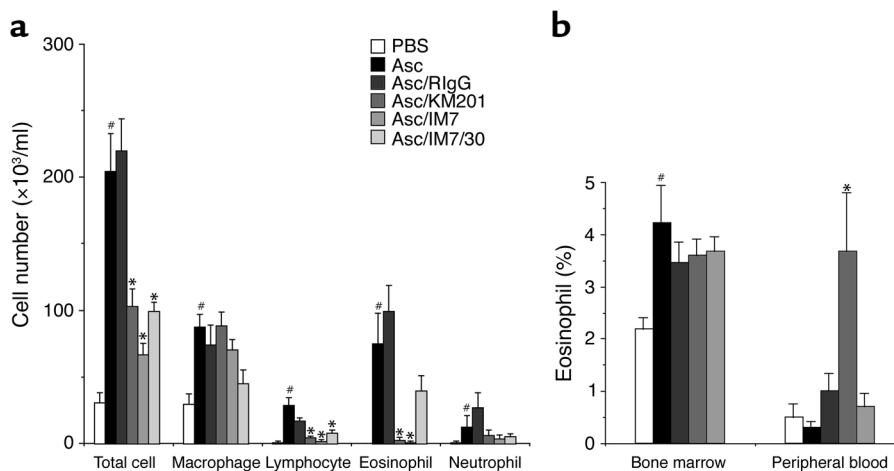 a
300
200
100
0
Cell number (×10³/ml)
PBS
Asc
Asc/RIgG
Asc/KM201
Asc/IM7
Asc/IM7/30
#
*
*
*
#
#
*
*
*
#
*
*
#
Total cell Macrophage Lymphocyte Eosinophil Neutrophil
b
5
4
3
2
1
0
Eosinophil (%)
#
*
Bone marrow Peripheral blood